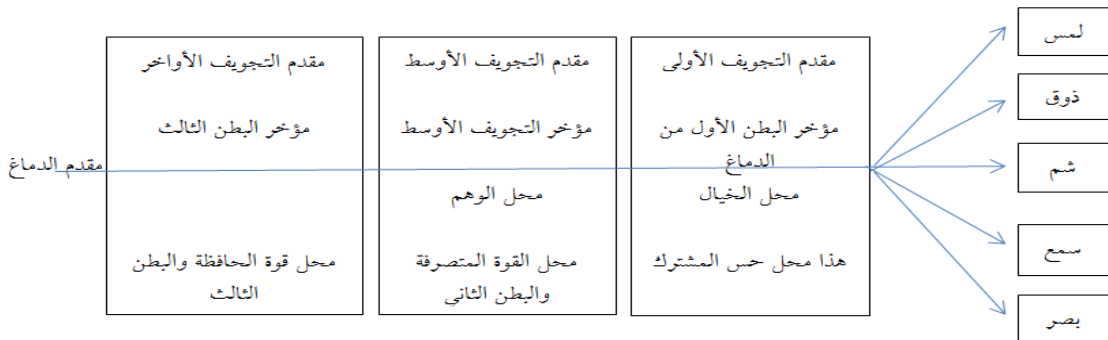 لمس
ذوق
شم
سمع
بصر
مقدم التجويف الأولى
مؤخر البطن الأول من
الدماغ
محل الخيال
هذا محل حس المشترك
مقدم التجويف الأوسط
مؤخر التجويف الأوسط
محل الوهم
محل القوة المتصرفة
والبطن الثاني
مقدم التجويف الأواخر
مؤخر البطن الثالث
محل قوة الحافظة والبطن
الثالث
مقدم الدماغ